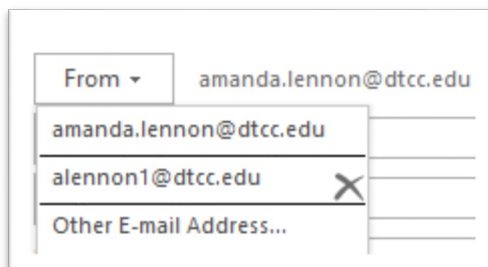 From amanda.lennon@dtcc.edu
amanda.lennon@dtcc.edu
alennon1@dtcc.edu
Other E-mail Address...